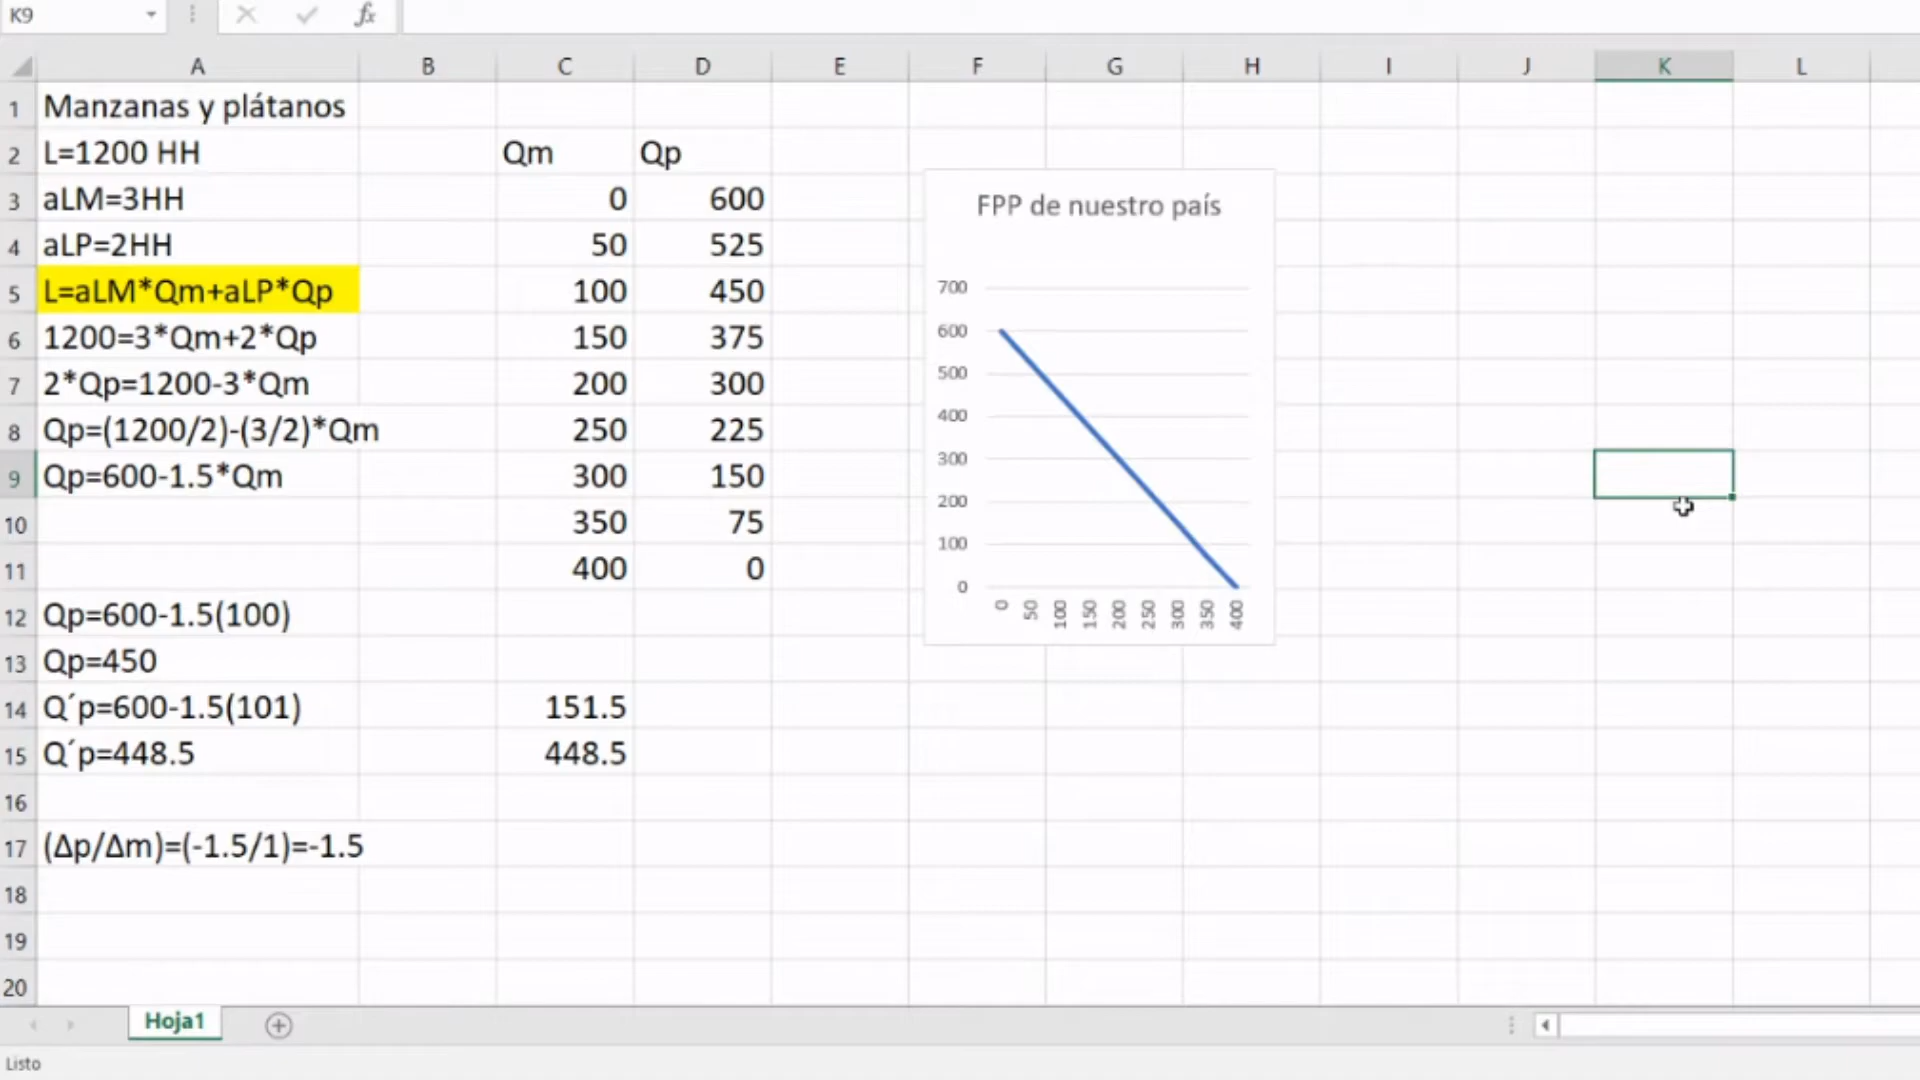 K9
fx
A B C D E F G H I J K L
1 Manzanas y plátanos
2 L=1200 HH Qm Qp
3 aLM=3HH 0 600
4 aLP=2HH 50 525
5 L=aLM*Qm+aLP*Qp 100 450
6 1200=3*Qm+2*Qp 150 375
7 2*Qp=1200-3*Qm 200 300
8 Qp=(1200/2)-(3/2)*Qm 250 225
9 Qp=600-1.5*Qm 300 150
10 350 75
11 400 0
12 Qp=600-1.5(100)
13 Qp=450
14 Q´p=600-1.5(101) 151.5
15 Q´p=448.5 448.5
16
17 (Δp/Δm)=(-1.5/1)=-1.5
18
19
20
FPP de nuestro país
700
600
500
400
300
200
100
0
0 50 100 150 200 250 300 350 400
Hoja1
Listo